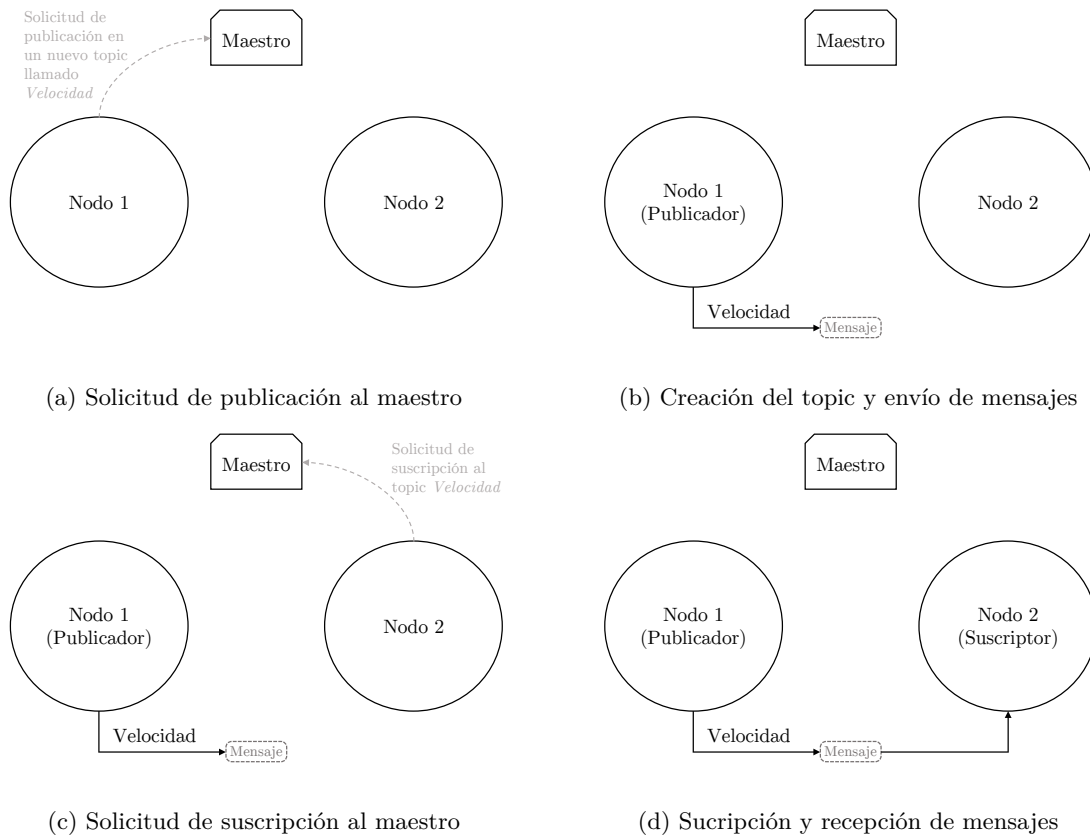 Solicitud de
publicación en
un nuevo topic
llamado
Velocidad
Maestro
Nodo 1
Nodo 2
(a) Solicitud de publicación al maestro
Maestro
Nodo 1
(Publicador)
Nodo 2
Velocidad
Mensaje
(b) Creación del topic y envío de mensajes
Maestro
Solicitud de
suscripción al
topic Velocidad
Nodo 1
(Publicador)
Nodo 2
Velocidad
Mensaje
(c) Solicitud de suscripción al maestro
Maestro
Nodo 1
(Publicador)
Nodo 2
(Suscriptor)
Velocidad
Mensaje
(d) Sucripción y recepción de mensajes